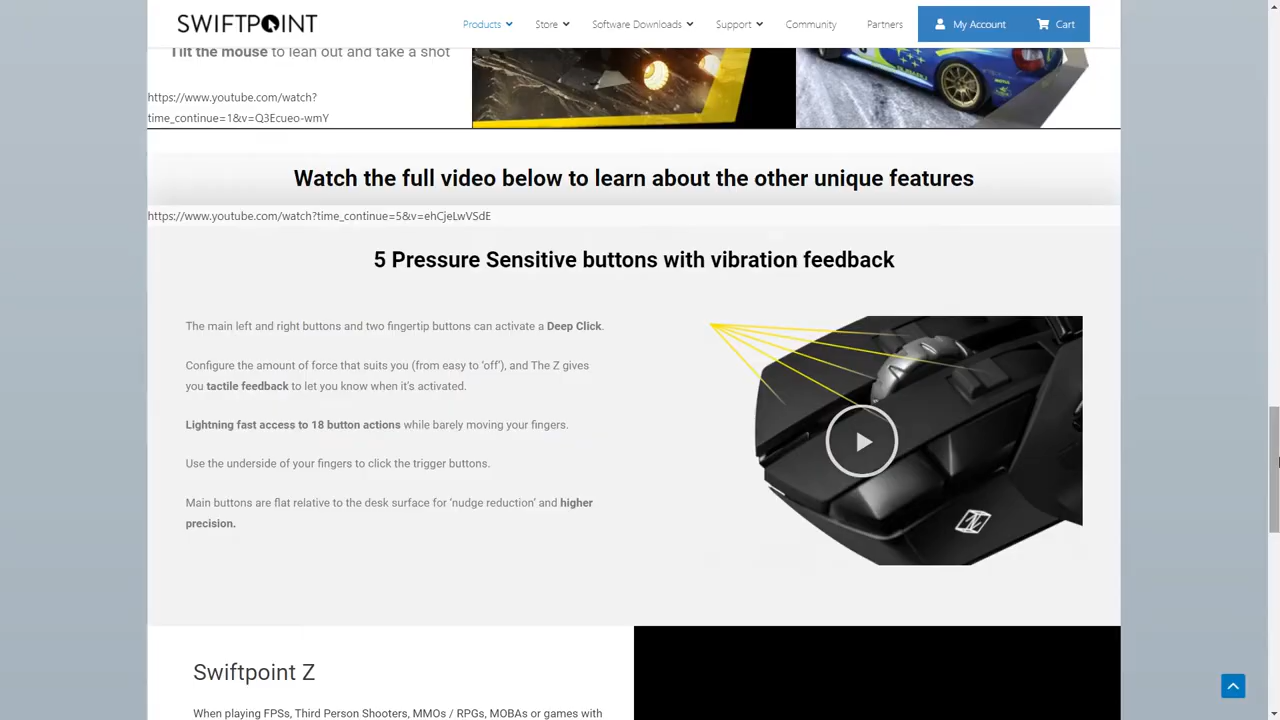 SWIFTPOINT
Products
Store
Software Downloads
Support
Community
Partners
My Account
Cart
Tilt the mouse to lean out and take a shot
https://www.youtube.com/watch?
time_continue=1&v=Q3Ecueo-wmY
Watch the full video below to learn about the other unique features
https://www.youtube.com/watch?time_continue=5&v=ehCjeLwVSdE
5 Pressure Sensitive buttons with vibration feedback
The main left and right buttons and two fingertip buttons can activate a Deep Click.
Configure the amount of force that suits you (from easy to ‘off’), and The Z gives
you tactile feedback to let you know when it’s activated.
Lightning fast access to 18 button actions while barely moving your fingers.
Use the underside of your fingers to click the trigger buttons.
Main buttons are flat relative to the desk surface for ‘nudge reduction’ and higher
precision.
Swiftpoint Z
When playing FPSs, Third Person Shooters, MMOs / RPGs, MOBAs or games with